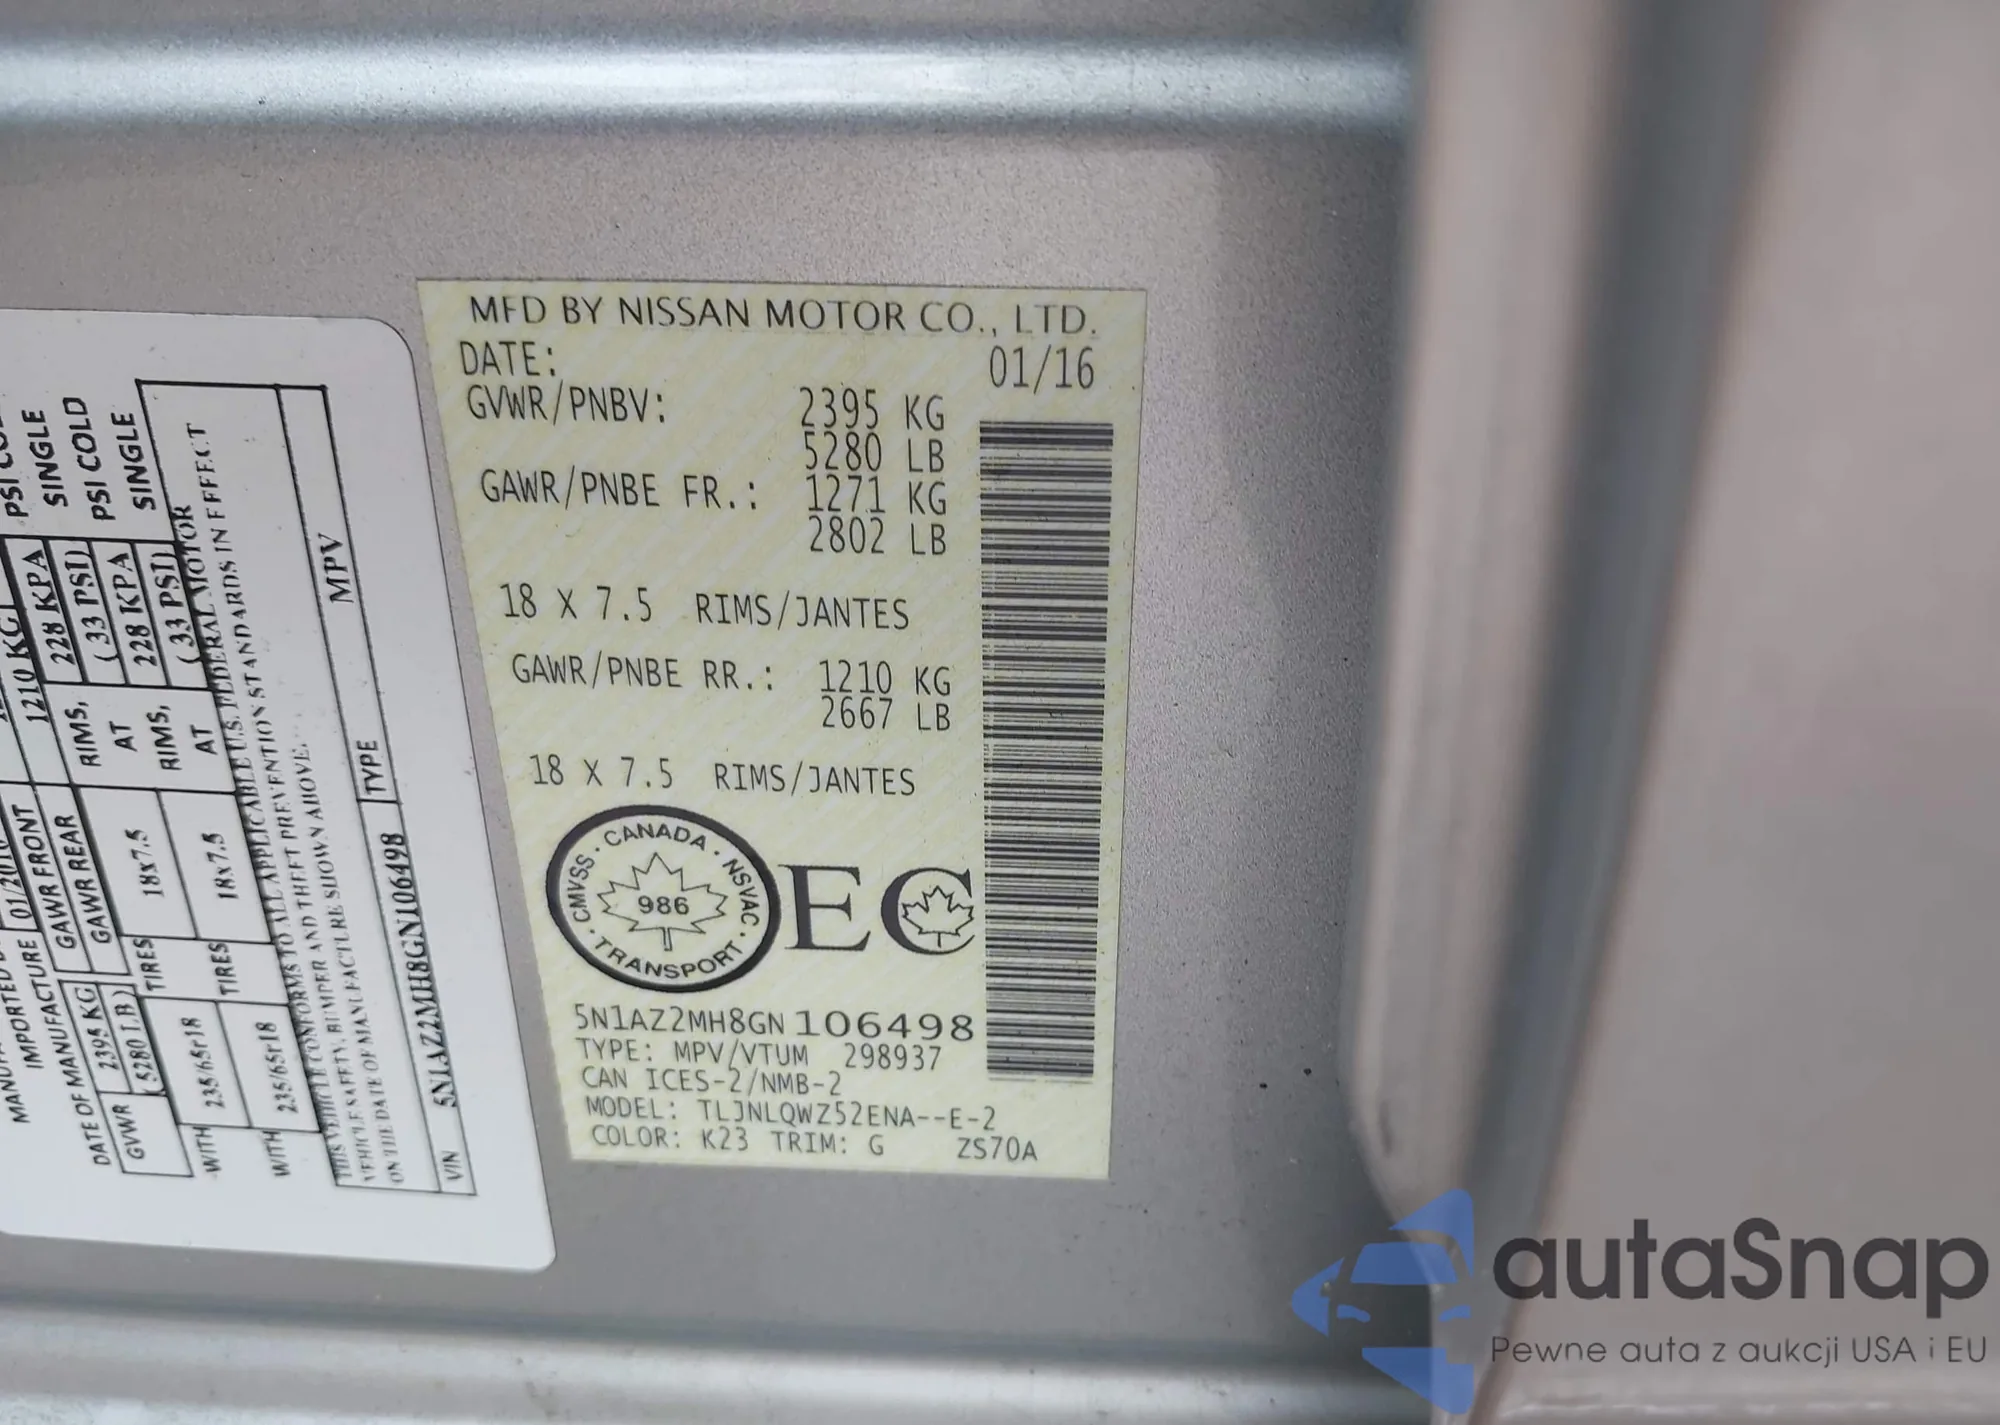 MFD BY NISSAN MOTOR CO., LTD.
DATE: 01/16
GVWR/PNBV: 2395 KG
5280 LB
GAWR/PNBE FR.: 1271 KG
2802 LB
18 X 7.5 RIMS/JANTES
GAWR/PNBE RR.: 1210 KG
2667 LB
18 X 7.5 RIMS/JANTES
CMVSS · CANADA · NSVAC · TRANSPORT ·
986
EC
5N1AZ2MH8GN106498
TYPE: MPV/VTUM 298937
CAN ICES-2/NMB-2
MODEL: TLJNLQWZ52ENA--E-2
COLOR: K23 TRIM: G ZS70A
IMPORTED
DATE OF MANUFACTURE 01/2016
GVWR 2395 KG GAWR FRONT
(5280 LB) GAWR REAR 1210 KG
WITH 235/65r18 TIRES 18x7.5 RIMS, AT 228 KPA (33 PSI) PSI COLD SINGLE
WITH 235/65r18 TIRES 18x7.5 RIMS, AT 228 KPA (33 PSI) PSI COLD SINGLE
THIS VEHICLE CONFORMS TO ALL APPLICABLE U.S. FEDERAL MOTOR
VEHICLE SAFETY, BUMPER AND THEFT PREVENTION STANDARDS IN EFFECT
ON THE DATE OF MANUFACTURE SHOWN ABOVE.
VIN 5N1AZ2MH8GN106498 TYPE MPV
autaSnap
Pewne auta z aukcji USA i EU